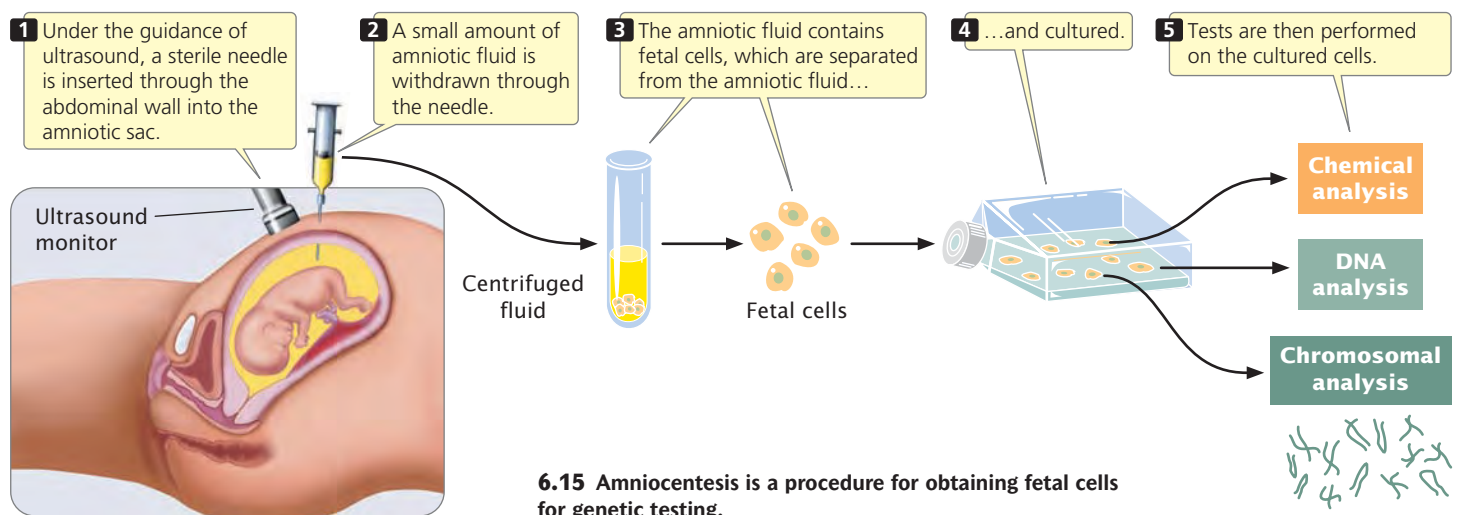 1 Under the guidance of
ultrasound, a sterile needle
is inserted through the
abdominal wall into the
amniotic sac.
2 A small amount of
amniotic fluid is
withdrawn through
the needle.
3 The amniotic fluid contains
fetal cells, which are separated
from the amniotic fluid…
4 …and cultured.
5 Tests are then performed
on the cultured cells.
Ultrasound
monitor
Centrifuged
fluid
Fetal cells
Chemical
analysis
DNA
analysis
Chromosomal
analysis
6.15 Amniocentesis is a procedure for obtaining fetal cells
for genetic testing.